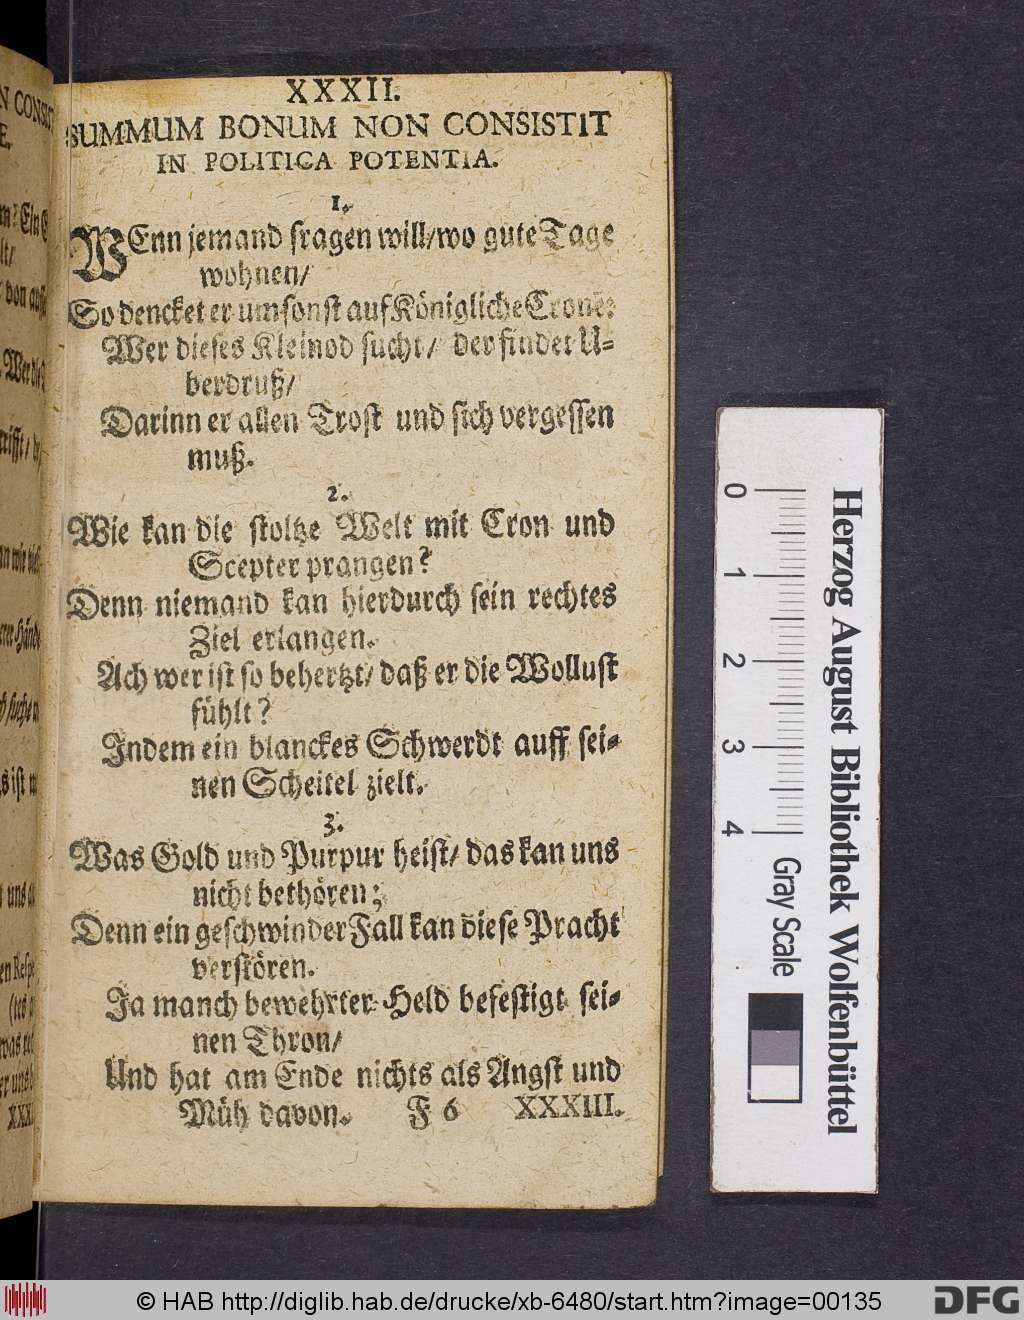 XXXII.
SUMMUM BONUM NON CONSISTIT
IN POLITICA POTENTIA.
1.
WEnn jemand fragen will/wo gute Tage
wohnen/
So dencket er umsonst auf Königliche Cronē:
Wer dieses Kleinod sucht/ der findet U-
berdruß/
Darinn er allen Trost und sich vergessen
muß.
2.
Wie kan die stoltze Welt mit Cron und
Scepter prangen?
Denn niemand kan hierdurch sein rechtes
Ziel erlangen.
Ach wer ist so behertzt/ daß er die Wollust
fühlt?
Indem ein blanckes Schwerdt auff sei-
nen Scheitel zielt.
3.
Was Gold und Purpur heist/ das kan uns
nicht bethören;
Denn ein geschwinder Fall kan diese Pracht
verstören.
Ja manch bewehrter Held befestigt sei-
nen Thron/
Und hat am Ende nichts als Angst und
Müh davon. F 6 XXXIII.
0 1 2 3 4
Gray Scale
Herzog August Bibliothek Wolfenbüttel
© HAB http://diglib.hab.de/drucke/xb-6480/start.htm?image=00135
DFG